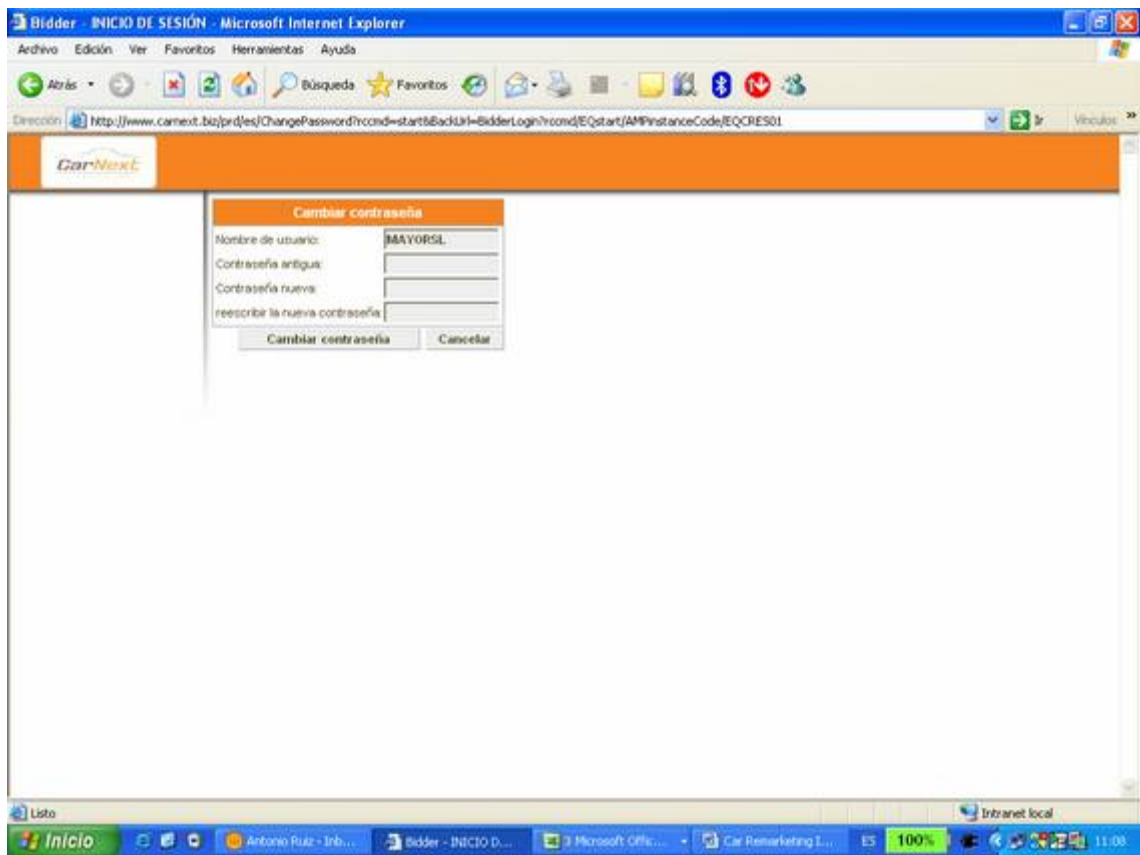 Bidder - INICIO DE SESIÓN - Microsoft Internet Explorer
Archivo Edición Ver Favoritos Herramientas Ayuda
Atrás Búsqueda Favoritos
Dirección http://www.carnext.biz/prd/es/ChangePassword?rccmd=start&BackUrl=BidderLogin?rccmd/EQstart/AMPinstanceCode/EQCRES01 Ir Vínculos »
CarNext
Cambiar contraseña
Nombre de usuario: MAYORSL
Contraseña antigua:
Contraseña nueva:
reescribir la nueva contraseña:
Cambiar contraseña Cancelar
Listo Intranet local
Inicio Antonio Ruiz - Inb... Bidder - INICIO D... 3 Microsoft Offic... Car Remarketing I... ES 100% 11:08